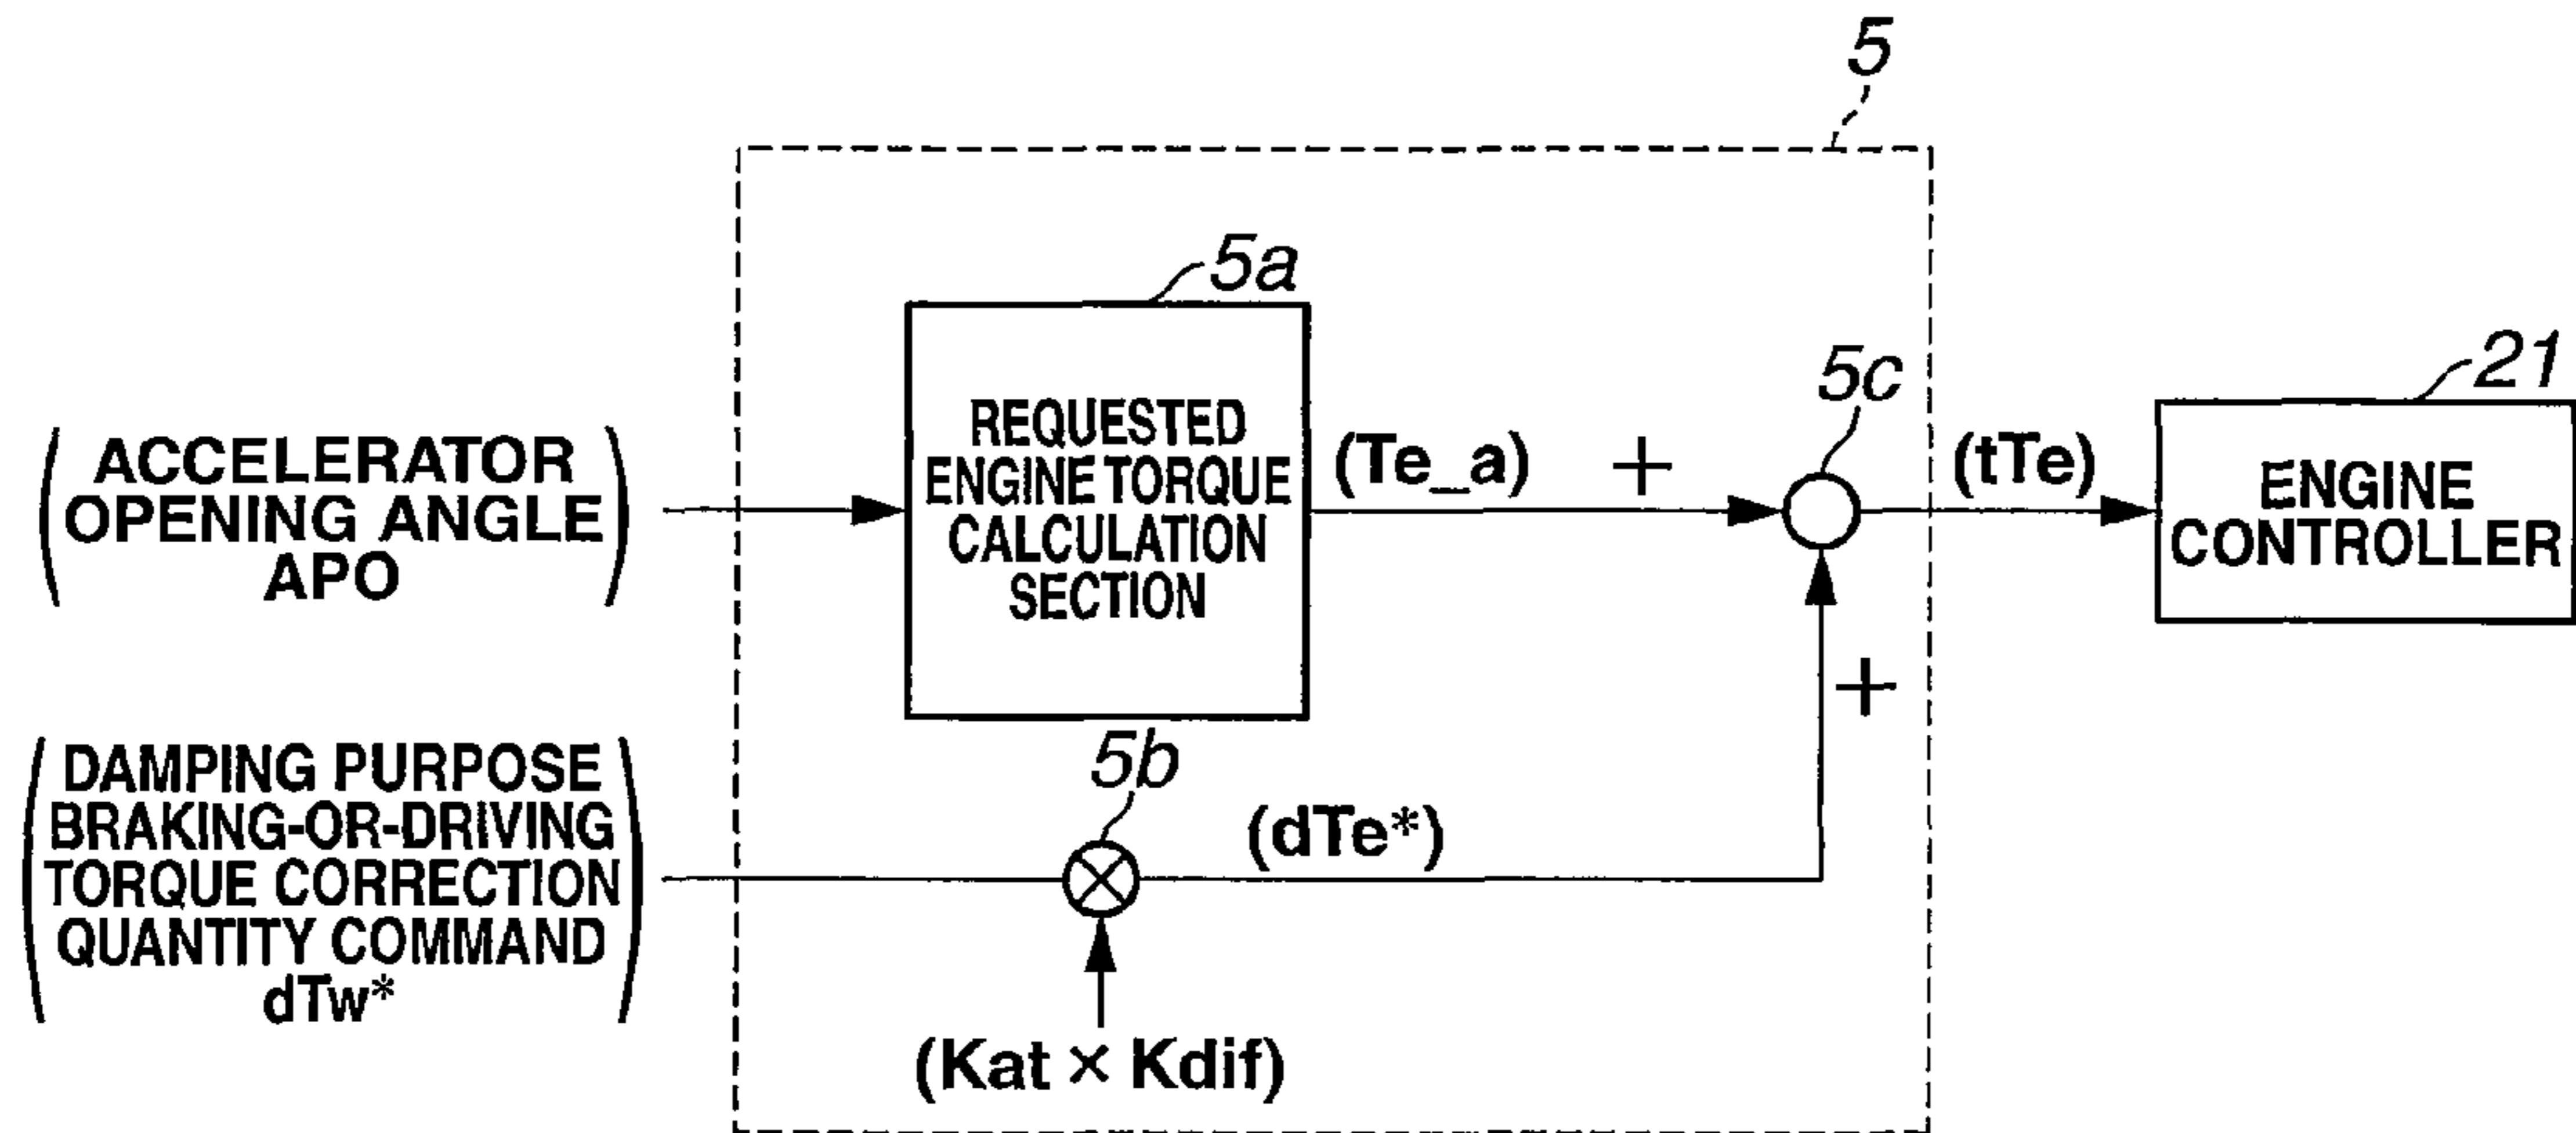 5
5a
5c
21
ACCELERATOR
OPENING ANGLE
APO
REQUESTED
ENGINE TORQUE
CALCULATION
SECTION
(Te_a)
+
(tTe)
ENGINE
CONTROLLER
+
DAMPING PURPOSE
BRAKING-OR-DRIVING
TORQUE CORRECTION
QUANTITY COMMAND
dTw*
5b
(dTe*)
(Kat × Kdif)